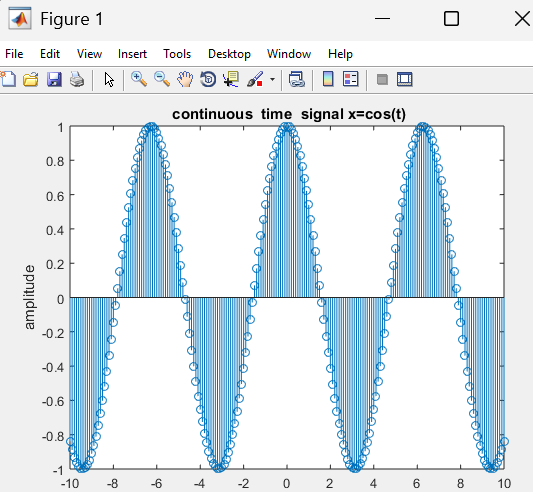 Figure 1
File Edit View Insert Tools Desktop Window Help
continuous time signal x=cos(t)
1
0.8
0.6
0.4
0.2
0
-0.2
-0.4
-0.6
-0.8
-1
amplitude
-10 -8 -6 -4 -2 0 2 4 6 8 10